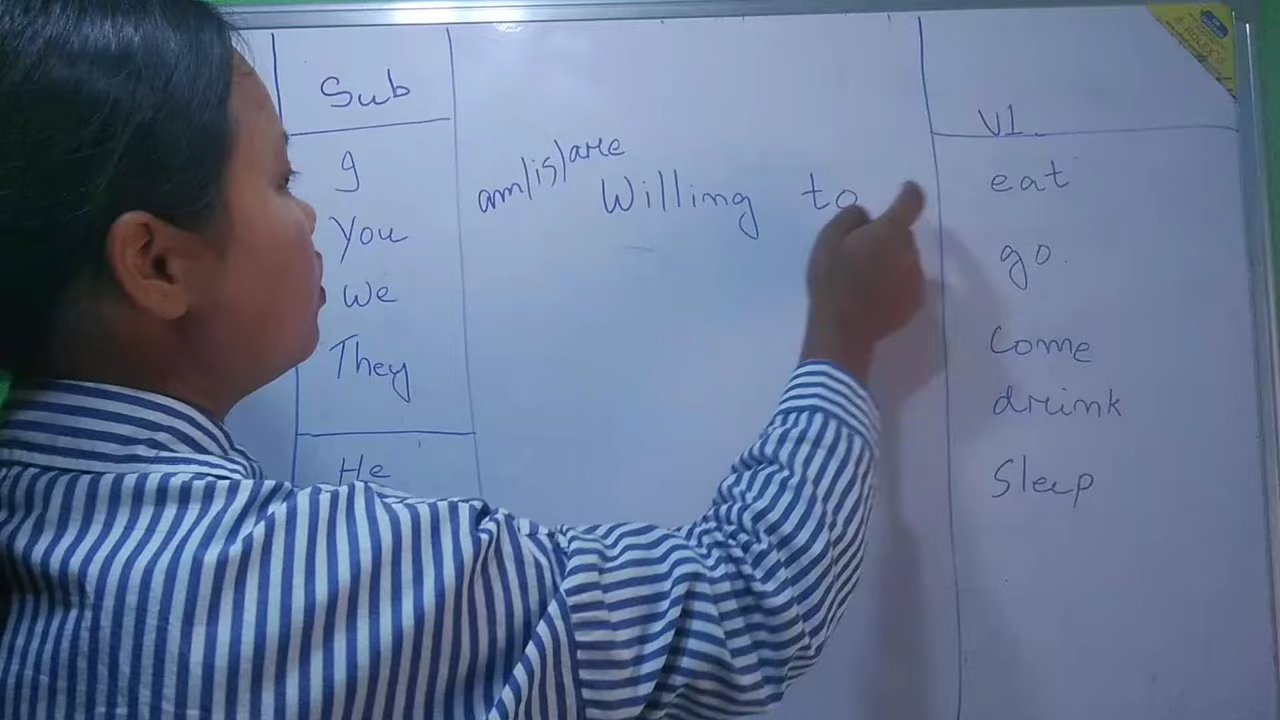 Sub
I
You
We
They
He
am/is/are
Willing to
V1.
eat
go.
Come
drink
Sleep